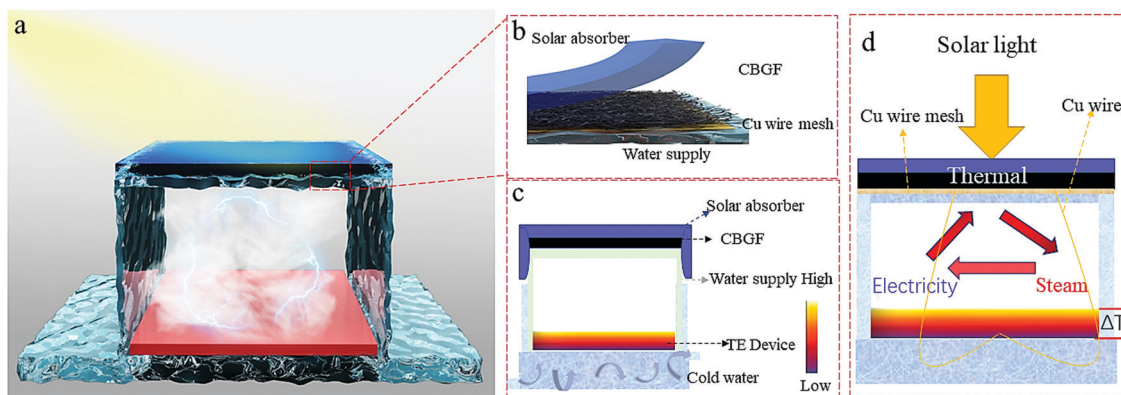 a
b
Solar absorber
CBGF
Cu wire mesh
Water supply
c
Solar absorber
CBGF
Water supply High
TE Device
Cold water
Low
d
Solar light
Cu wire mesh
Cu wire
Thermal
Electricity
Steam
ΔT